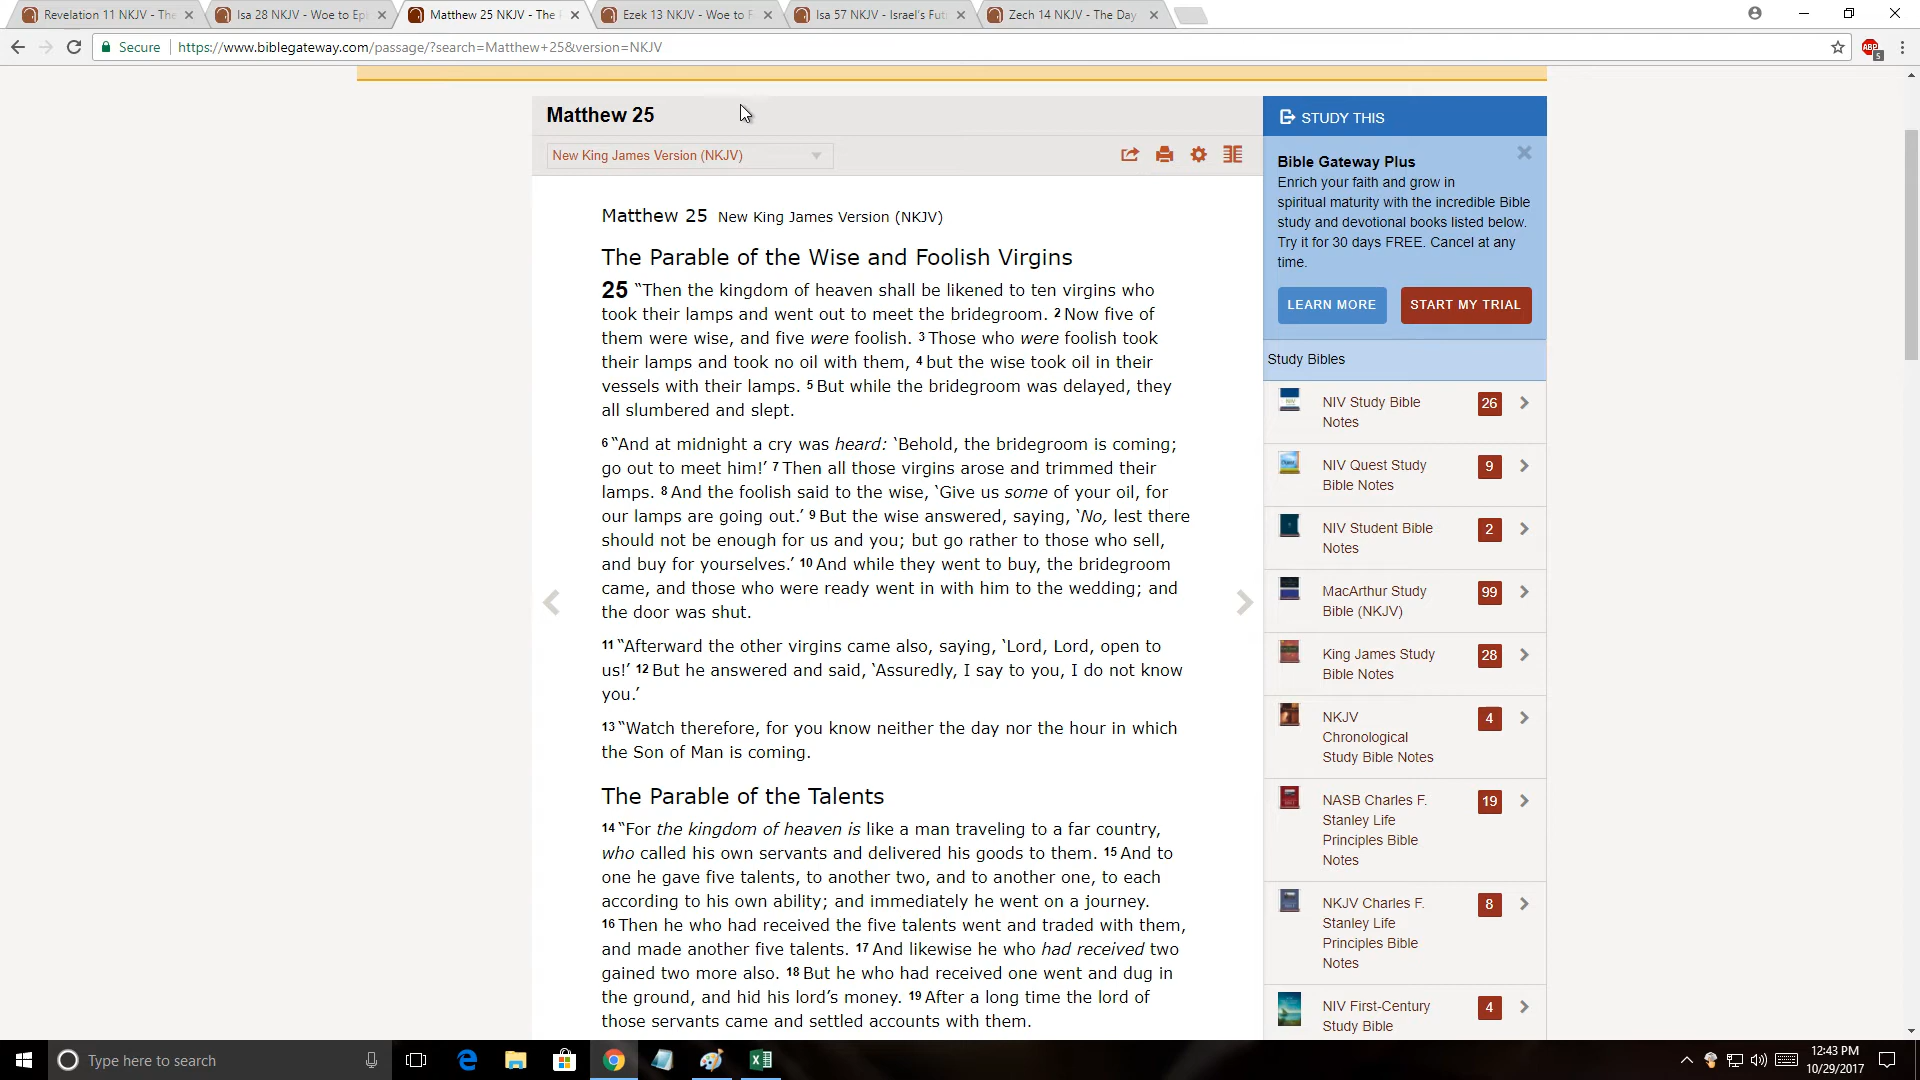 Revelation 11 NKJV - The
Isa 28 NKJV - Woe to Ep
Matthew 25 NKJV - The
Ezek 13 NKJV - Woe to F
Isa 57 NKJV - Israel's Fut
Zech 14 NKJV - The Day
Secure
https://www.biblegateway.com/passage/?search=Matthew+25&version=NKJV
ABP
5
Matthew 25
New King James Version (NKJV)
Matthew 25 New King James Version (NKJV)
The Parable of the Wise and Foolish Virgins
25 “Then the kingdom of heaven shall be likened to ten virgins who
took their lamps and went out to meet the bridegroom. 2 Now five of
them were wise, and five were foolish. 3 Those who were foolish took
their lamps and took no oil with them, 4 but the wise took oil in their
vessels with their lamps. 5 But while the bridegroom was delayed, they
all slumbered and slept.
6 “And at midnight a cry was heard: ‘Behold, the bridegroom is coming;
go out to meet him!’ 7 Then all those virgins arose and trimmed their
lamps. 8 And the foolish said to the wise, ‘Give us some of your oil, for
our lamps are going out.’ 9 But the wise answered, saying, ‘No, lest there
should not be enough for us and you; but go rather to those who sell,
and buy for yourselves.’ 10 And while they went to buy, the bridegroom
came, and those who were ready went in with him to the wedding; and
the door was shut.
11 “Afterward the other virgins came also, saying, ‘Lord, Lord, open to
us!’ 12 But he answered and said, ‘Assuredly, I say to you, I do not know
you.’
13 “Watch therefore, for you know neither the day nor the hour in which
the Son of Man is coming.
The Parable of the Talents
14 “For the kingdom of heaven is like a man traveling to a far country,
who called his own servants and delivered his goods to them. 15 And to
one he gave five talents, to another two, and to another one, to each
according to his own ability; and immediately he went on a journey.
16 Then he who had received the five talents went and traded with them,
and made another five talents. 17 And likewise he who had received two
gained two more also. 18 But he who had received one went and dug in
the ground, and hid his lord’s money. 19 After a long time the lord of
those servants came and settled accounts with them.
STUDY THIS
Bible Gateway Plus
Enrich your faith and grow in
spiritual maturity with the incredible Bible
study and devotional books listed below.
Try it for 30 days FREE. Cancel at any
time.
LEARN MORE
START MY TRIAL
Study Bibles
NIV Study Bible 26
Notes
NIV Quest Study 9
Bible Notes
NIV Student Bible 2
Notes
MacArthur Study 99
Bible (NKJV)
King James Study 28
Bible Notes
NKJV 4
Chronological
Study Bible Notes
NASB Charles F. 19
Stanley Life
Principles Bible
Notes
NKJV Charles F. 8
Stanley Life
Principles Bible
Notes
NIV First-Century 4
Study Bible
Type here to search
12:43 PM
10/29/2017